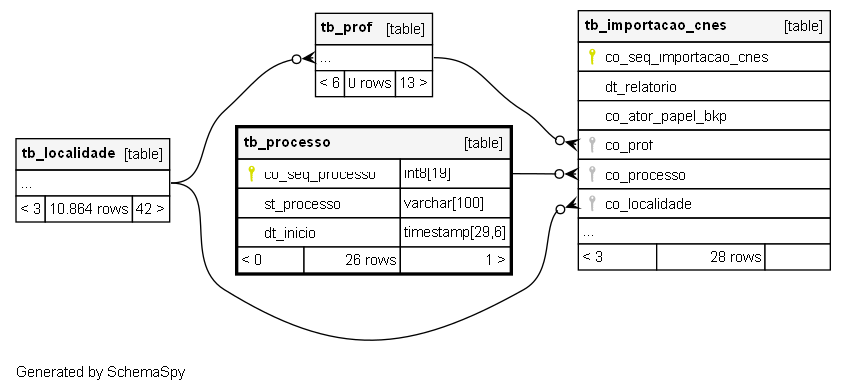 tb_prof [table]
...
< 6 0 rows 13 >
tb_importacao_cnes [table]
co_seq_importacao_cnes
dt_relatorio
co_ator_papel_bkp
co_prof
co_processo
co_localidade
...
< 3 28 rows
tb_localidade [table]
...
< 3 10.864 rows 42 >
tb_processo [table]
co_seq_processo int8[19]
st_processo varchar[100]
dt_inicio timestamp[29,6]
< 0 26 rows 1 >
Generated by SchemaSpy